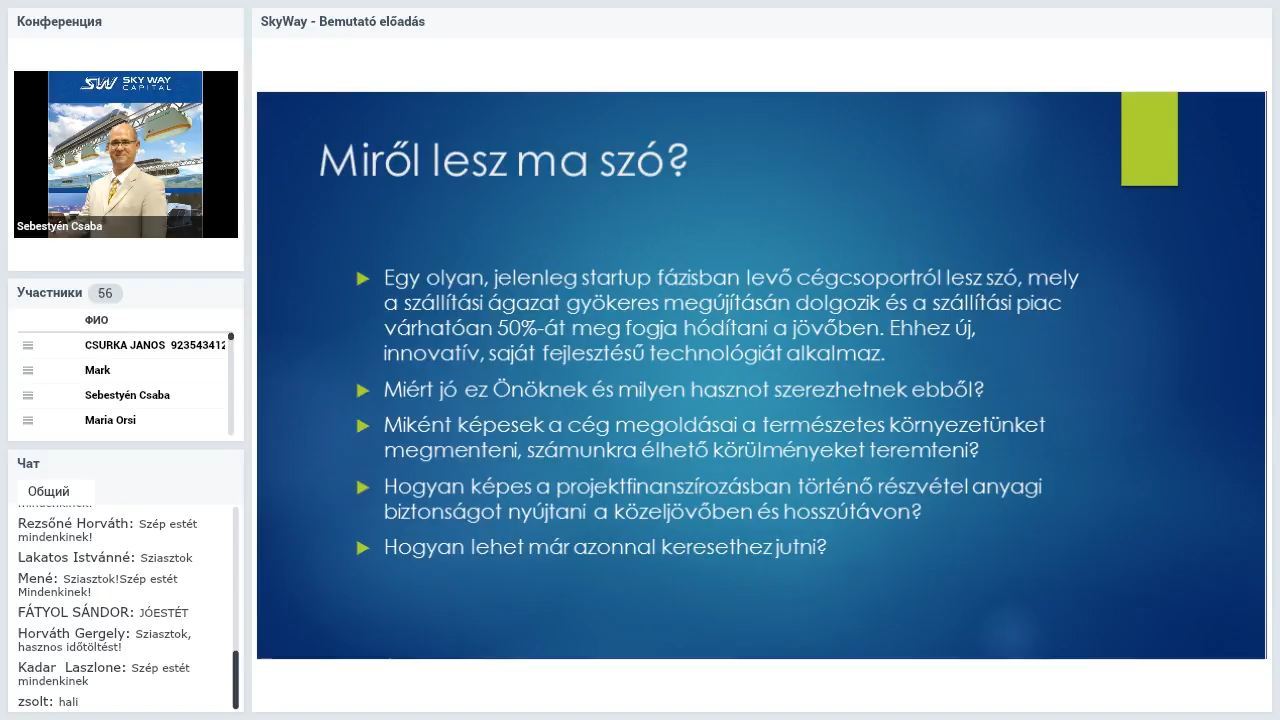 Конференция
SKY WAY
CAPITAL
Sebestyén Csaba
Участники 56
ФИО
CSURKA JANOS 923543412
Mark
Sebestyén Csaba
Maria Orsi
Чат
Общий
mindenkinek!
Rezsőné Horváth: Szép estét
mindenkinek!
Lakatos Istvánné: Sziasztok
Mené: Sziasztok!Szép estét
Mindenkinek!
FÁTYOL SÁNDOR: JÓESTÉT
Horváth Gergely: Sziasztok,
hasznos időtöltést!
Kadar Laszlone: Szép estét
mindenkinek
zsolt: hali
SkyWay - Bemutató előadás
Miről lesz ma szó?
Egy olyan, jelenleg startup fázisban levő cégcsoportról lesz szó, mely
a szállítási ágazat gyökeres megújításán dolgozik és a szállítási piac
várhatóan 50%-át meg fogja hódítani a jövőben. Ehhez új,
innovatív, saját fejlesztésű technológiát alkalmaz.
Miért jó ez Önöknek és milyen hasznot szerezhetnek ebből?
Miként képesek a cég megoldásai a természetes környezetünket
megmenteni, számunkra élhető körülményeket teremteni?
Hogyan képes a projektfinanszírozásban történő részvétel anyagi
biztonságot nyújtani a közeljövőben és hosszútávon?
Hogyan lehet már azonnal keresethez jutni?